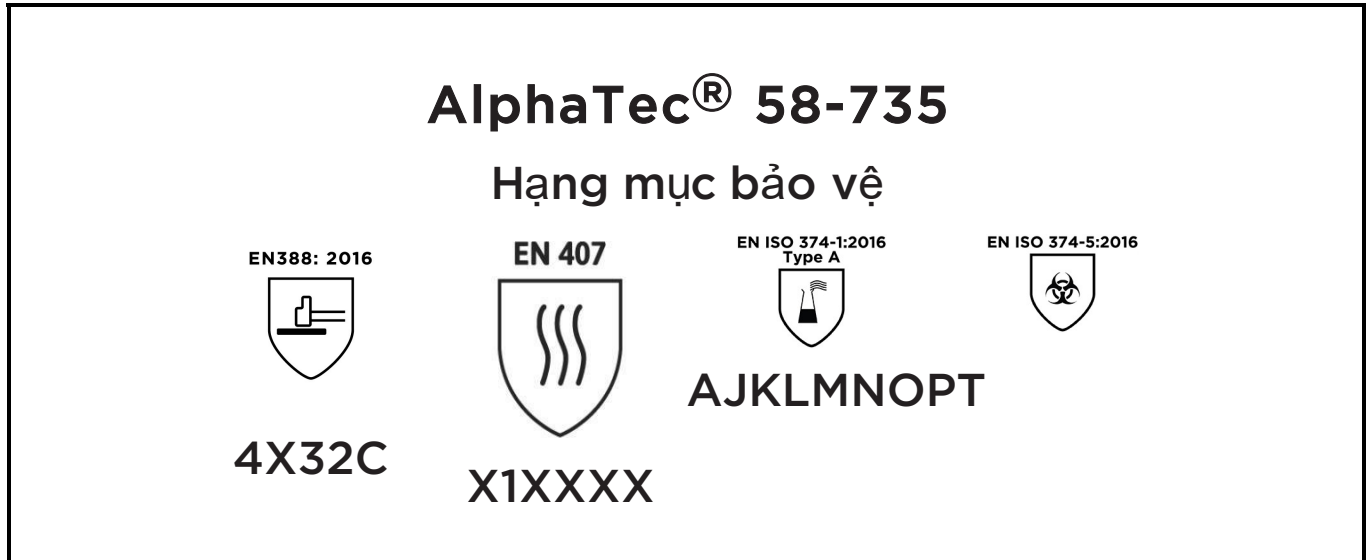 AlphaTec® 58-735
Hạng mục bảo vệ
EN388: 2016
4X32C
EN 407
X1XXXX
EN ISO 374-1:2016
Type A
AJKLMNOPT
EN ISO 374-5:2016